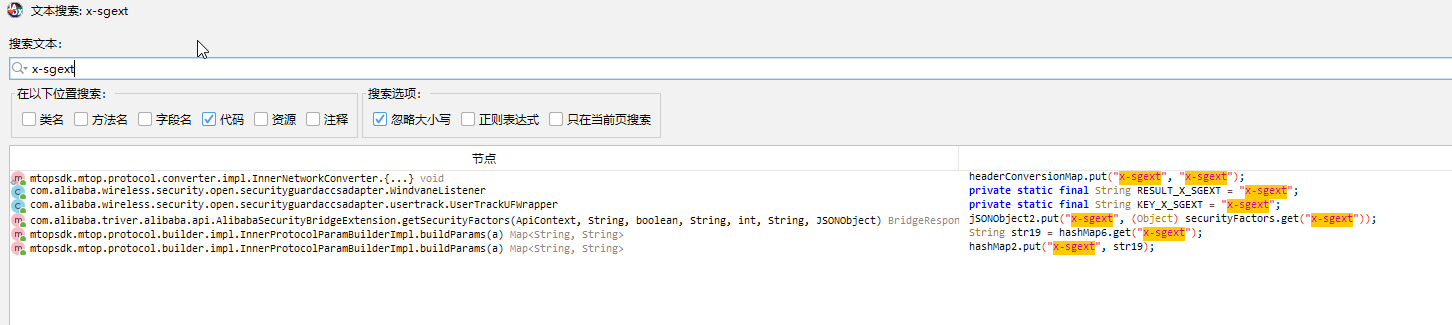 文本搜索: x-sgext
搜索文本:
x-sgext
在以下位置搜索: 搜索选项:
类名 方法名 字段名 代码 资源 注释 忽略大小写 正则表达式 只在当前页搜索
节点
mtopsdk.mtop.protocol.converter.impl.InnerNetworkConverter.{...} void headerConversionMap.put("x-sgext", "x-sgext");
com.alibaba.wireless.security.open.securityguardaccsadapter.WindvaneListener private static final String RESULT_X_SGEXT = "x-sgext";
com.alibaba.wireless.security.open.securityguardaccsadapter.usertrack.UserTrackUFWrapper private static final String KEY_X_SGEXT = "x-sgext";
com.alibaba.triver.alibaba.api.AlibabaSecurityBridgeExtension.getSecurityFactors(ApiContext, String, boolean, String, int, String, JSONObject) BridgeRespon jSONObject2.put("x-sgext", (Object) securityFactors.get("x-sgext"));
mtopsdk.mtop.protocol.builder.impl.InnerProtocolParamBuilderImpl.buildParams(a) Map<String, String> String str19 = hashMap6.get("x-sgext");
mtopsdk.mtop.protocol.builder.impl.InnerProtocolParamBuilderImpl.buildParams(a) Map<String, String> hashMap2.put("x-sgext", str19);